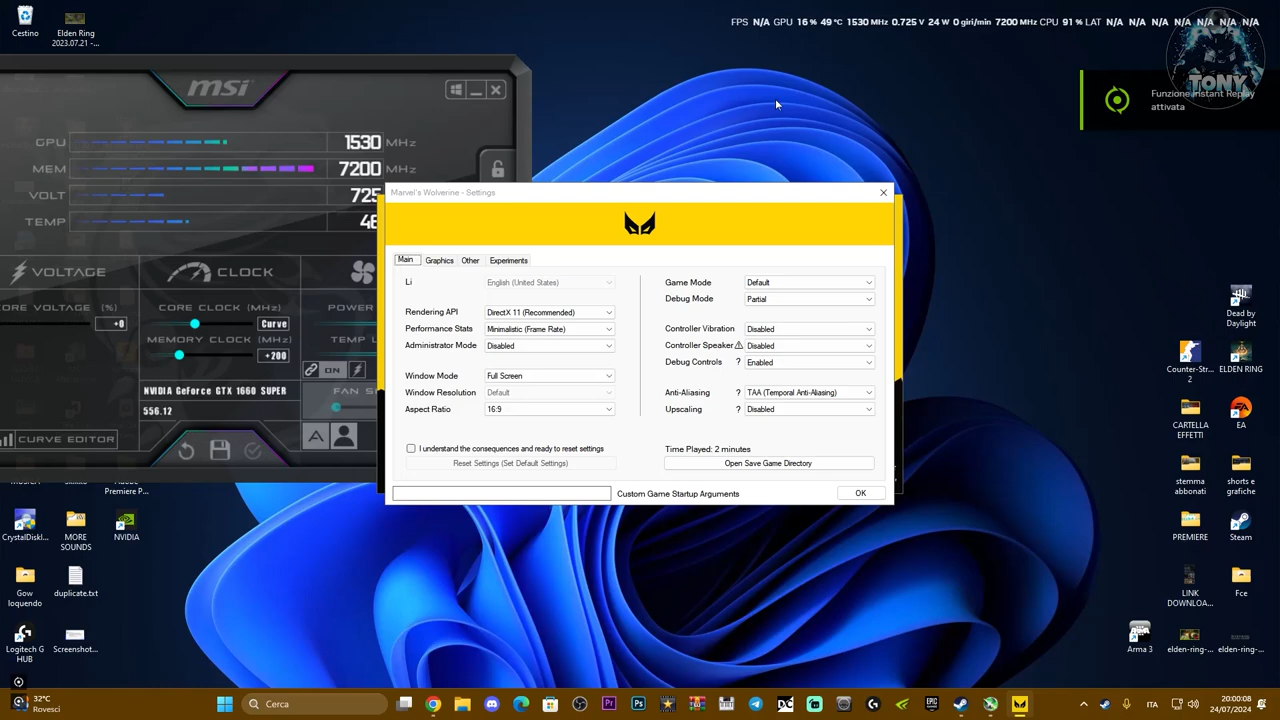 FPS N/A GPU 16 % 49 °C 1530 MHz 0.725 V 24 W 0 giri/min 7200 MHz CPU 91 % LAT N/A N/A N/A N/A N/A N/A
TONY
Funzione Instant Replay
attivata
Cestino
Elden Ring
2023.07.21 -...
msi
GPU 1530 MHz
MEM 7200 MHz
VOLT 725
TEMP 48
VOLTAGE
CLOCK
CORE VOLTAGE (%) +0
CORE CLOCK (MHz) Curve
MEMORY CLOCK (MHz) +200
POWER
TEMP L
NVIDIA GeForce GTX 1660 SUPER
556.12
FAN S
CURVE EDITOR
A
Marvel's Wolverine - Settings
Main Graphics Other Experiments
Li English (United States)
Rendering API DirectX 11 (Recommended)
Performance Stats Minimalistic (Frame Rate)
Administrator Mode Disabled
Window Mode Full Screen
Window Resolution Default
Aspect Ratio 16:9
I understand the consequences and ready to reset settings
Reset Settings (Set Default Settings)
Game Mode Default
Debug Mode Partial
Controller Vibration Disabled
Controller Speaker Disabled
Debug Controls ? Enabled
Anti-Aliasing ? TAA (Temporal Anti-Aliasing)
Upscaling ? Disabled
Time Played: 2 minutes
Open Save Game Directory
Custom Game Startup Arguments
OK
Adobe
Premiere P...
CrystalDiskI...
MORE
SOUNDS
NVIDIA
Gow
loquendo
duplicate.txt
Logitech G
HUB
Screenshot...
Dead by
Daylight
Counter-Str...
2
ELDEN RING
CARTELLA
EFFETTI
EA
stemma
abbonati
shorts e
grafiche
PREMIERE
Steam
LINK
DOWNLOA...
Fce
Arma 3
elden-ring-...
elden-ring-...
32°C
Rovesci
Cerca
ITA
20:00:08
24/07/2024